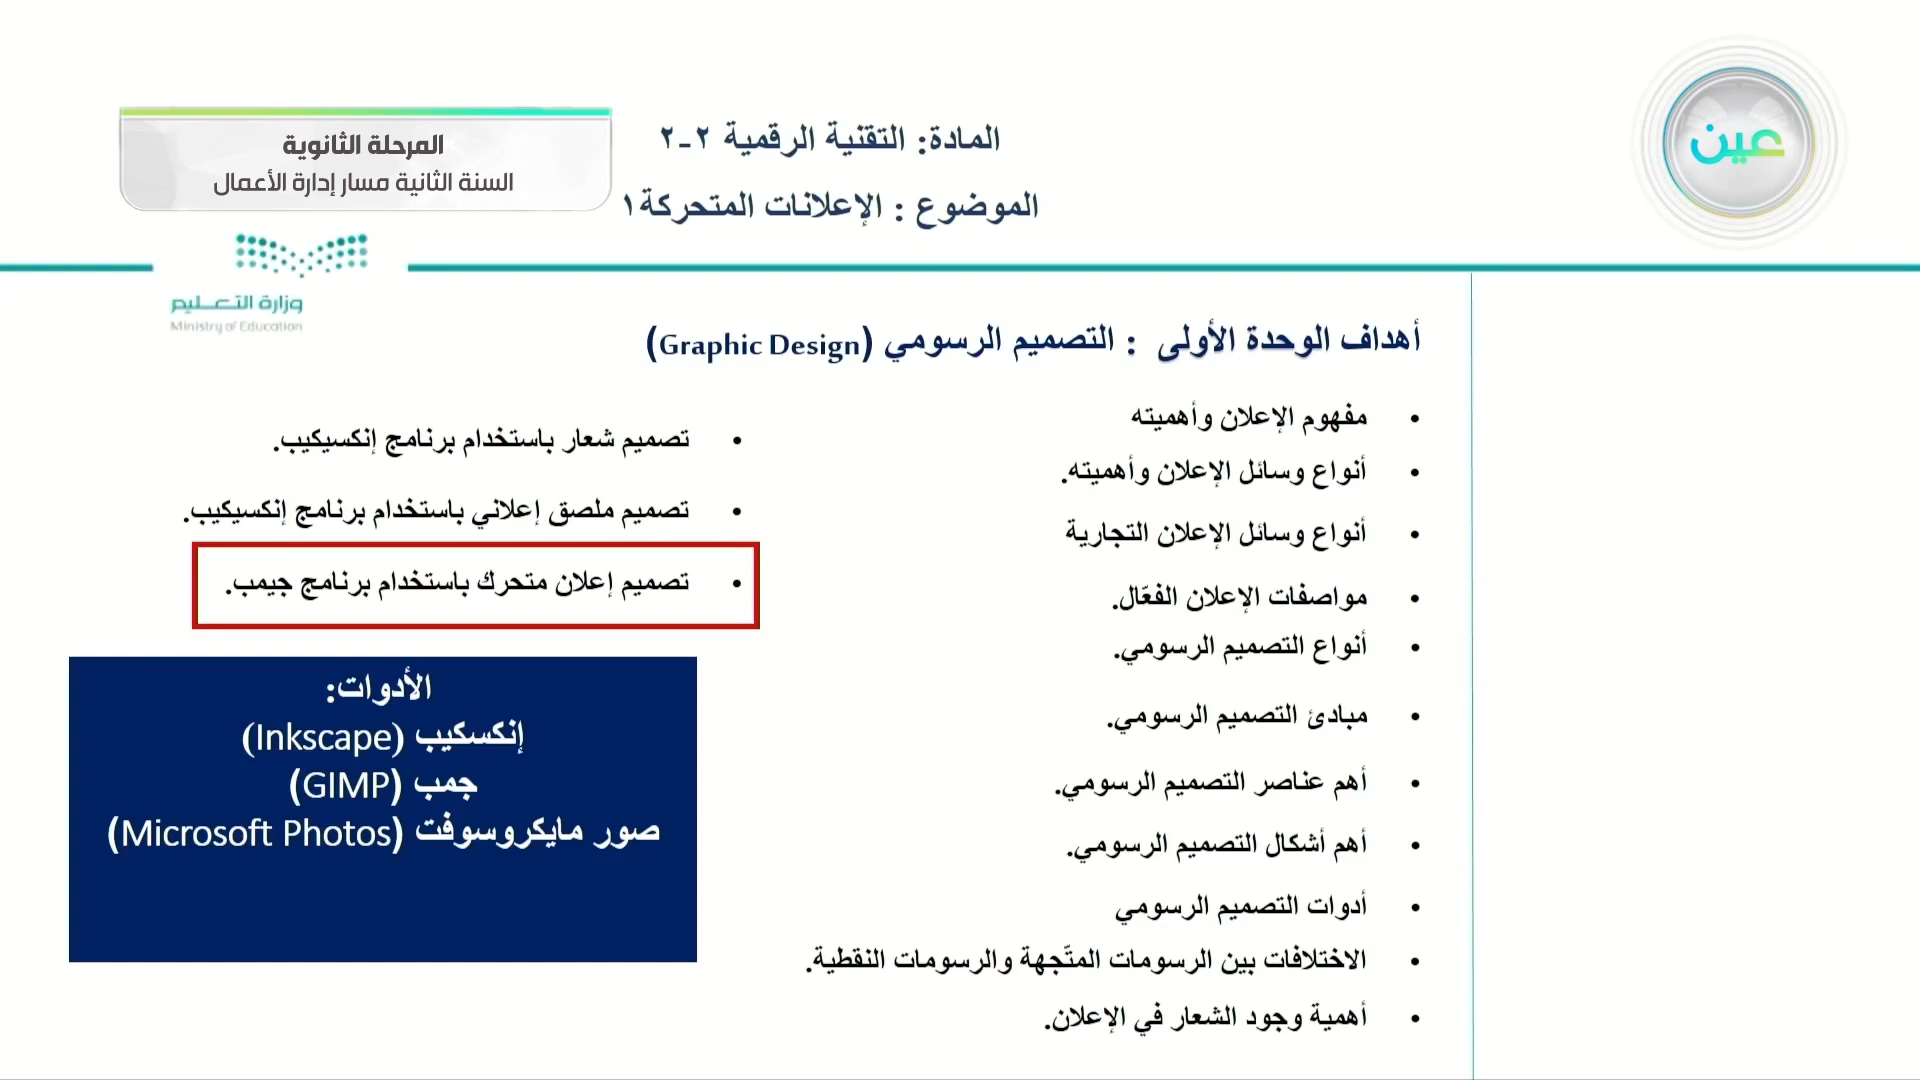 عين
المادة: التقنية الرقمية ٢-٢
الموضوع : الإعلانات المتحركة١
المرحلة الثانوية
السنة الثانية مسار إدارة الأعمال
وزارة التعليم
Ministry of Education
أهداف الوحدة الأولى : التصميم الرسومي (Graphic Design)
• مفهوم الإعلان وأهميته
• أنواع وسائل الإعلان وأهميته.
• أنواع وسائل الإعلان التجارية
• مواصفات الإعلان الفعّال.
• أنواع التصميم الرسومي.
• مبادئ التصميم الرسومي.
• أهم عناصر التصميم الرسومي.
• أهم أشكال التصميم الرسومي.
• أدوات التصميم الرسومي
• الاختلافات بين الرسومات المتّجهة والرسومات النقطية.
• أهمية وجود الشعار في الإعلان.
• تصميم شعار باستخدام برنامج إنكسيكيب.
• تصميم ملصق إعلاني باستخدام برنامج إنكسيكيب.
• تصميم إعلان متحرك باستخدام برنامج جيمب.
الأدوات:
إنكسكيب (Inkscape)
جمب (GIMP)
صور مايكروسوفت (Microsoft Photos)